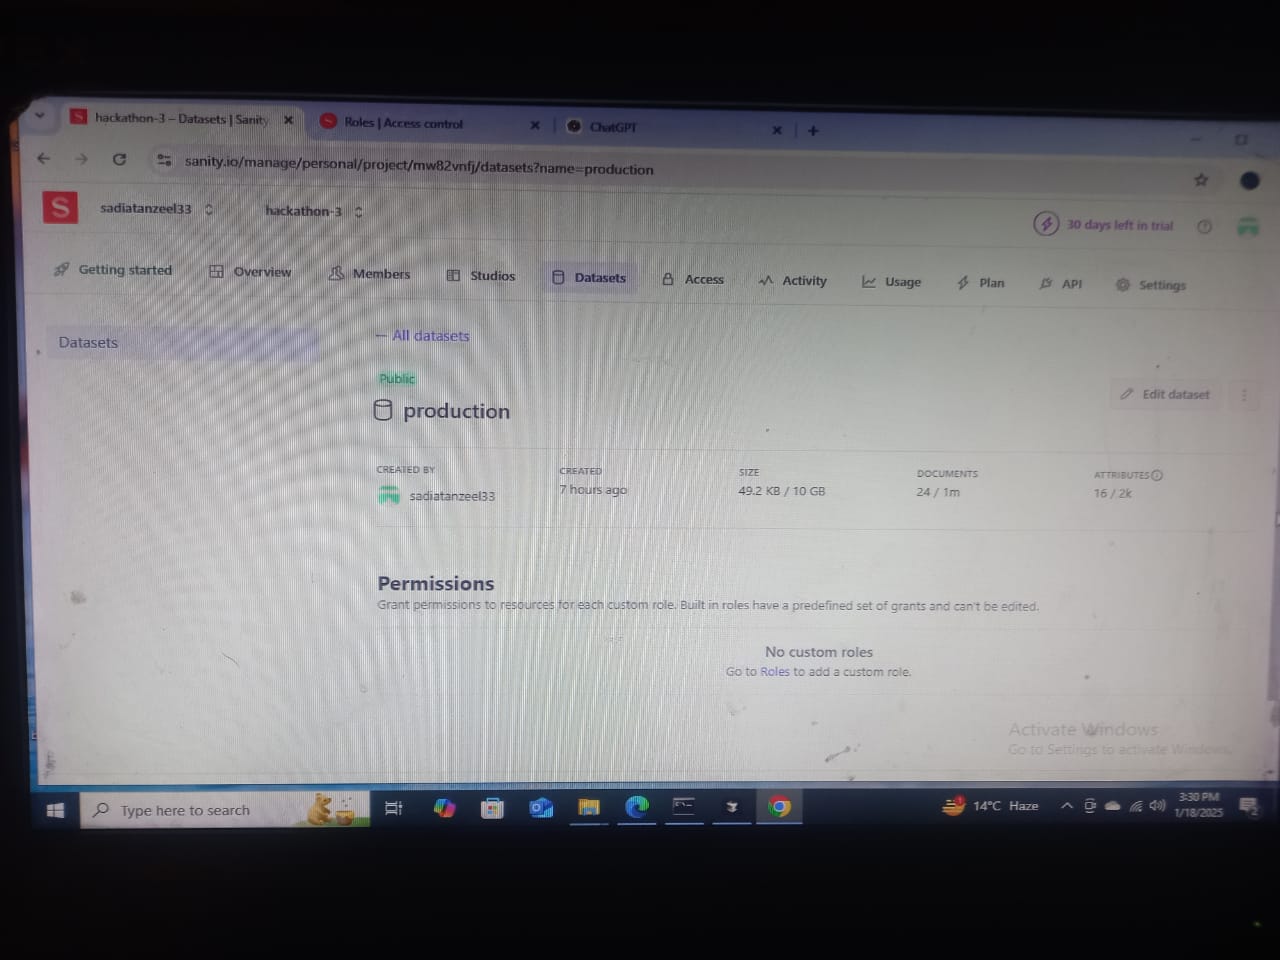 hackathon-3 – Datasets | Sanity
Roles | Access control
ChatGPT
sanity.io/manage/personal/project/mw82vnfj/datasets?name=production
S
sadiatanzeel33
hackathon-3
30 days left in trial
Getting started
Overview
Members
Studios
Datasets
Access
Activity
Usage
Plan
API
Settings
Datasets
All datasets
Public
production
Edit dataset
CREATED BY
sadiatanzeel33
CREATED
7 hours ago
SIZE
49.2 KB / 10 GB
DOCUMENTS
24 / 1m
ATTRIBUTES
16 / 2k
Permissions
Grant permissions to resources for each custom role. Built in roles have a predefined set of grants and can't be edited.
No custom roles
Go to Roles to add a custom role.
Activate Windows
Go to Settings to activate Windows.
Type here to search
14°C Haze
3:30 PM
1/18/2025